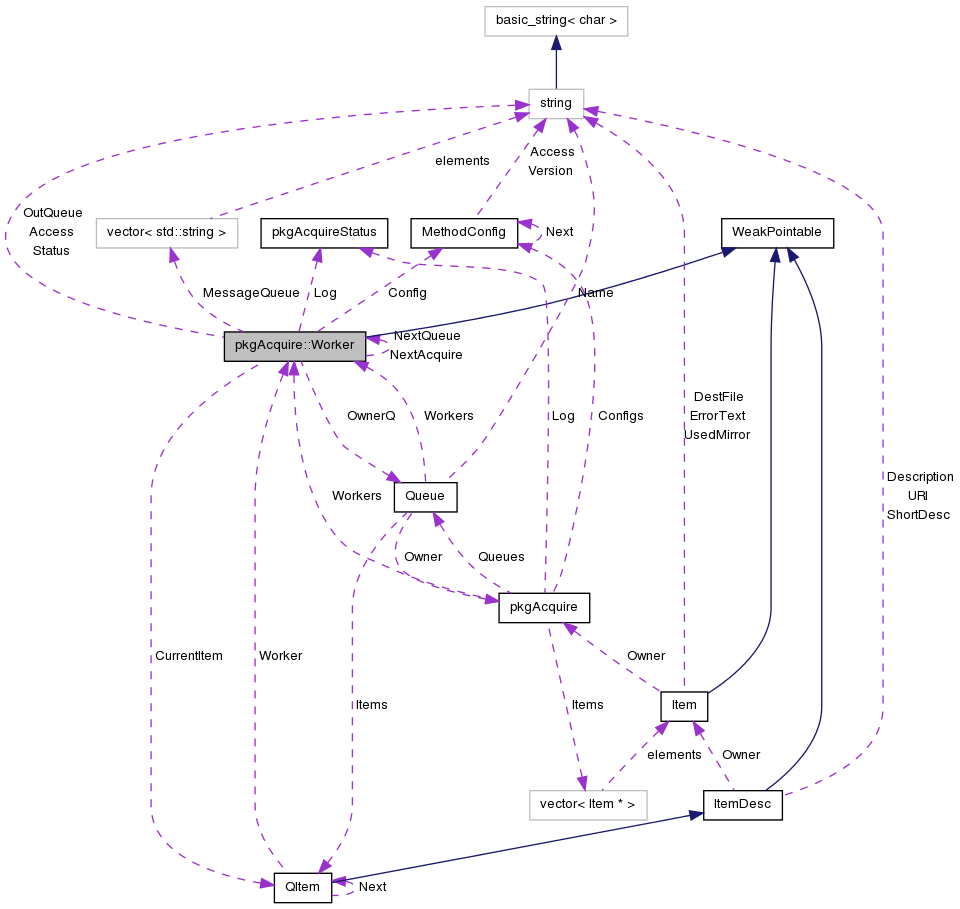 basic_string< char >
string
elements
Access
Version
OutQueue
Access
Status
vector< std::string >
pkgAcquireStatus
MethodConfig
Next
WeakPointable
MessageQueue
Log
Config
Name
pkgAcquire::Worker
NextQueue
NextAcquire
OwnerQ
Workers
Log
Configs
DestFile
ErrorText
UsedMirror
Description
URI
ShortDesc
Workers
Queue
Owner
Queues
pkgAcquire
CurrentItem
Worker
Items
Owner
Items
Item
elements
Owner
vector< Item * >
ItemDesc
QItem
Next